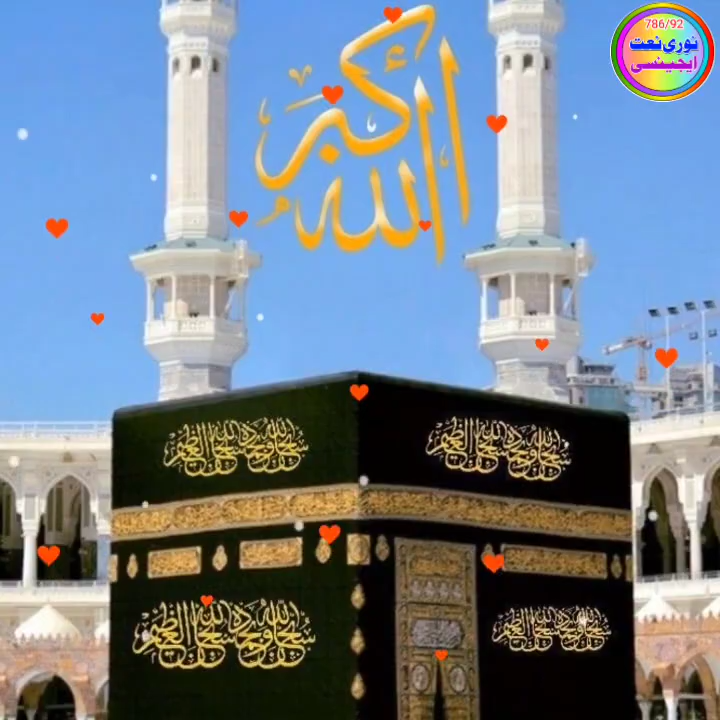 الله أكبر
786/92
نوری نعت
ایجینسی
سبحان الله وبحمده سبحان الله العظيم
سبحان الله وبحمده سبحان الله العظيم
سبحان الله وبحمده سبحان الله العظيم
سبحان الله وبحمده سبحان الله العظيم